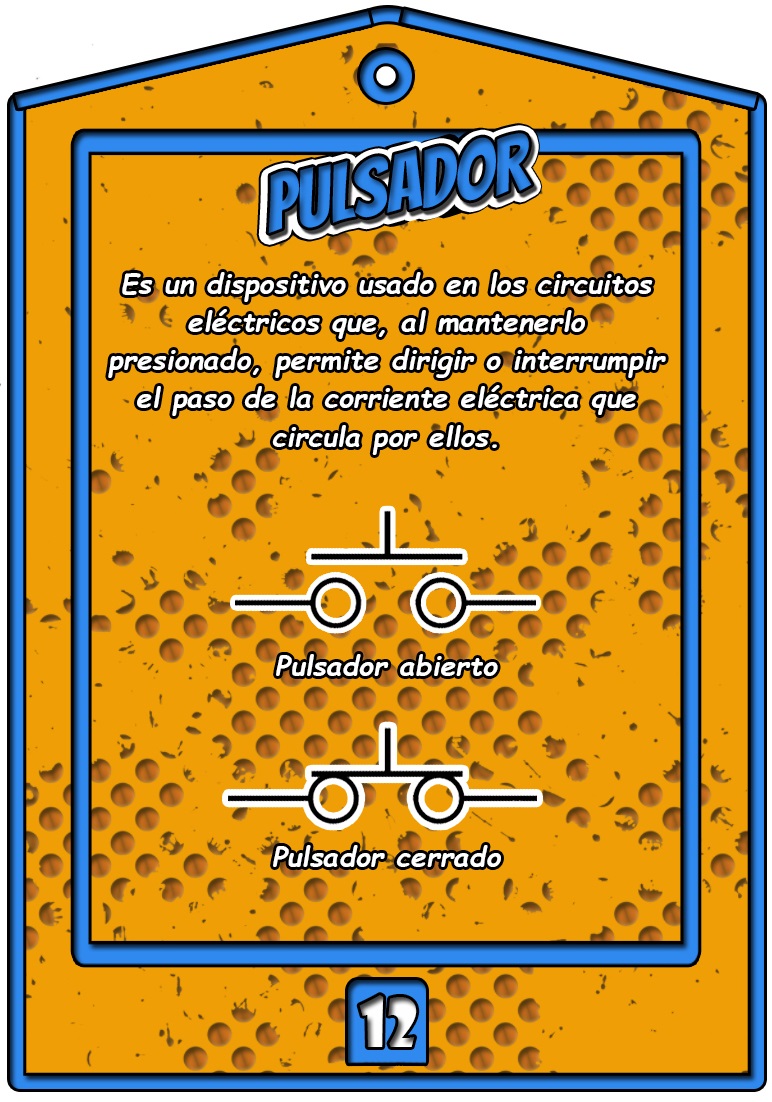 PULSADOR
Es un dispositivo usado en los circuitos
eléctricos que, al mantenerlo
presionado, permite dirigir o interrumpir
el paso de la corriente eléctrica que
circula por ellos.
Pulsador abierto
Pulsador cerrado
12